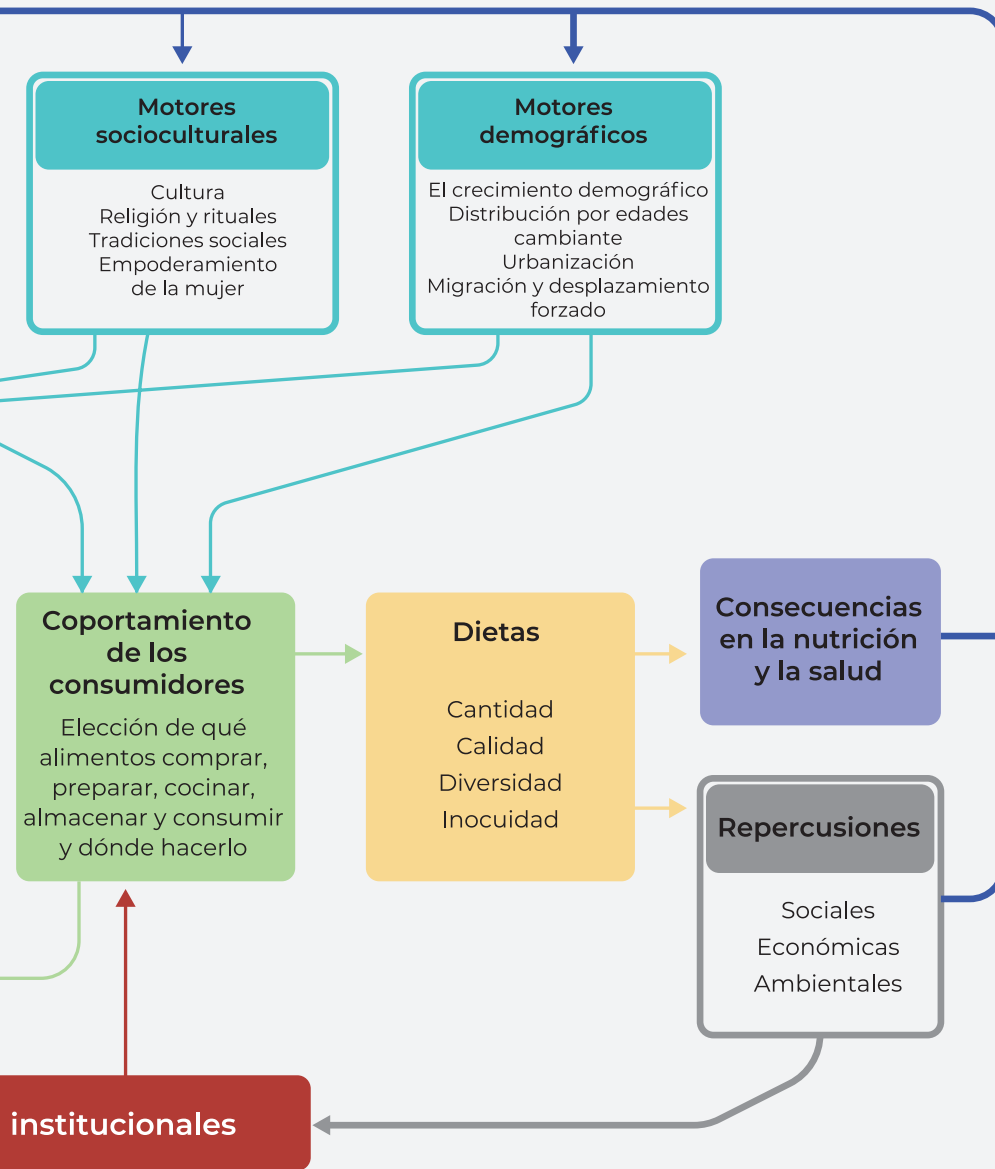 Motores
socioculturales
Cultura
Religión y rituales
Tradiciones sociales
Empoderamiento
de la mujer
Motores
demográficos
El crecimiento demográfico
Distribución por edades
cambiante
Urbanización
Migración y desplazamiento
forzado
Coportamiento
de los
consumidores
Elección de qué
alimentos comprar,
preparar, cocinar,
almacenar y consumir
y dónde hacerlo
Dietas
Cantidad
Calidad
Diversidad
Inocuidad
Consecuencias
en la nutrición
y la salud
Repercusiones
Sociales
Económicas
Ambientales
institucionales